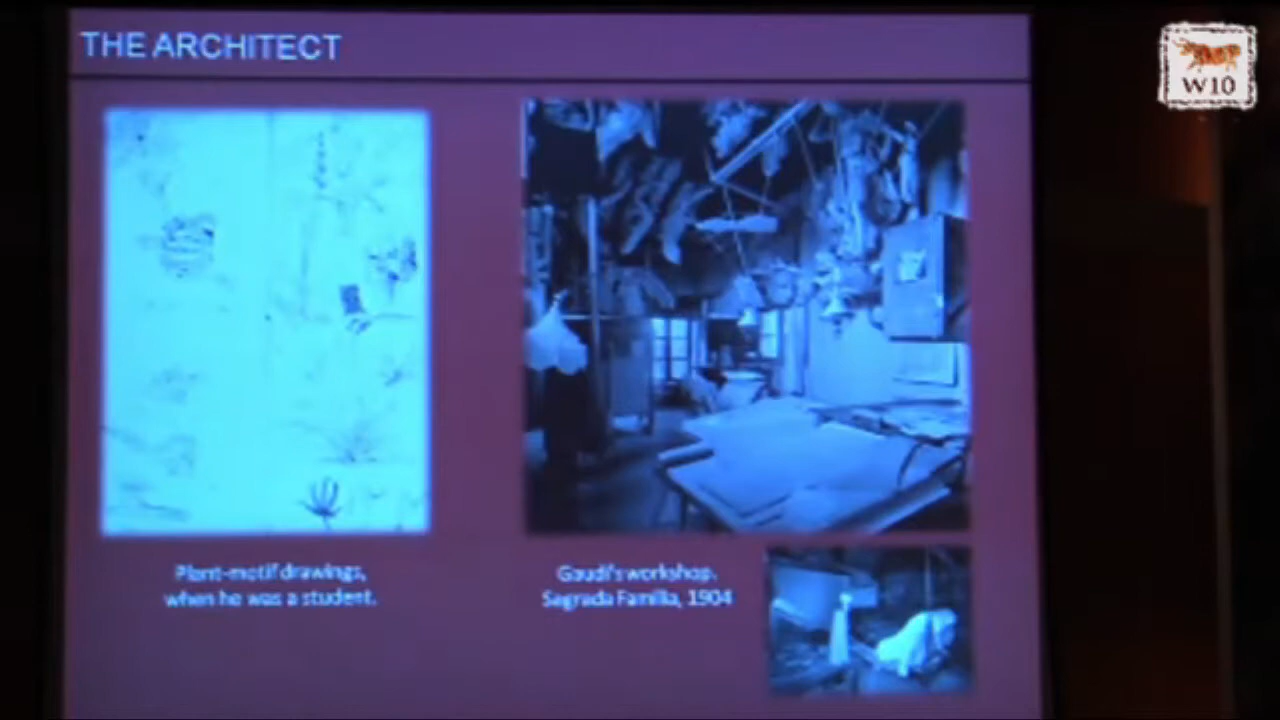 THE ARCHITECT
W10
Plant-motif drawings,
when he was a student.
Gaudí's workshop.
Sagrada Familia, 1904